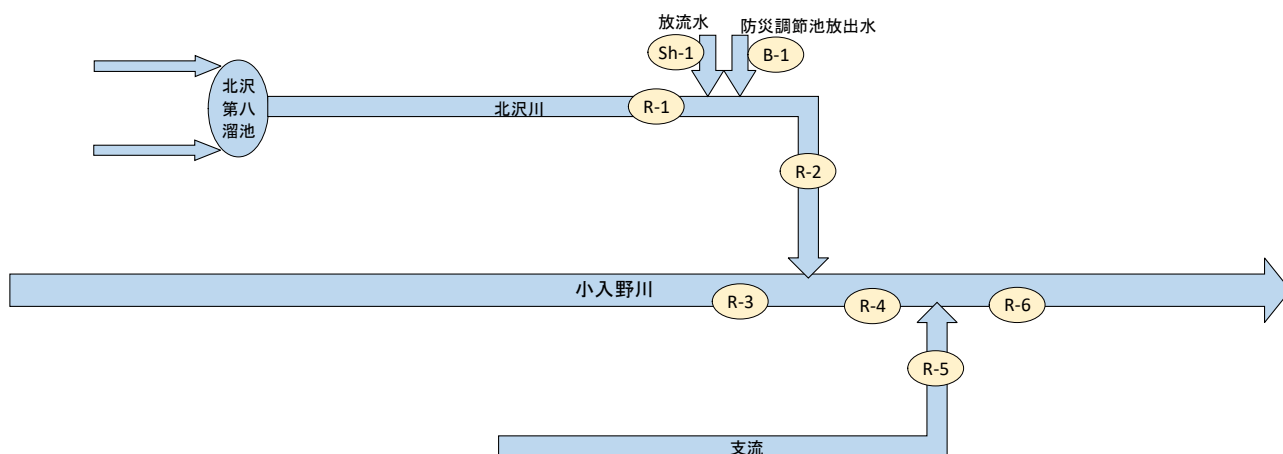 放流水
防災調節池放出水
Sh-1
B-1
北沢
第八
溜池
北沢川
R-1
R-2
小入野川
R-3
R-4
R-6
R-5
支流